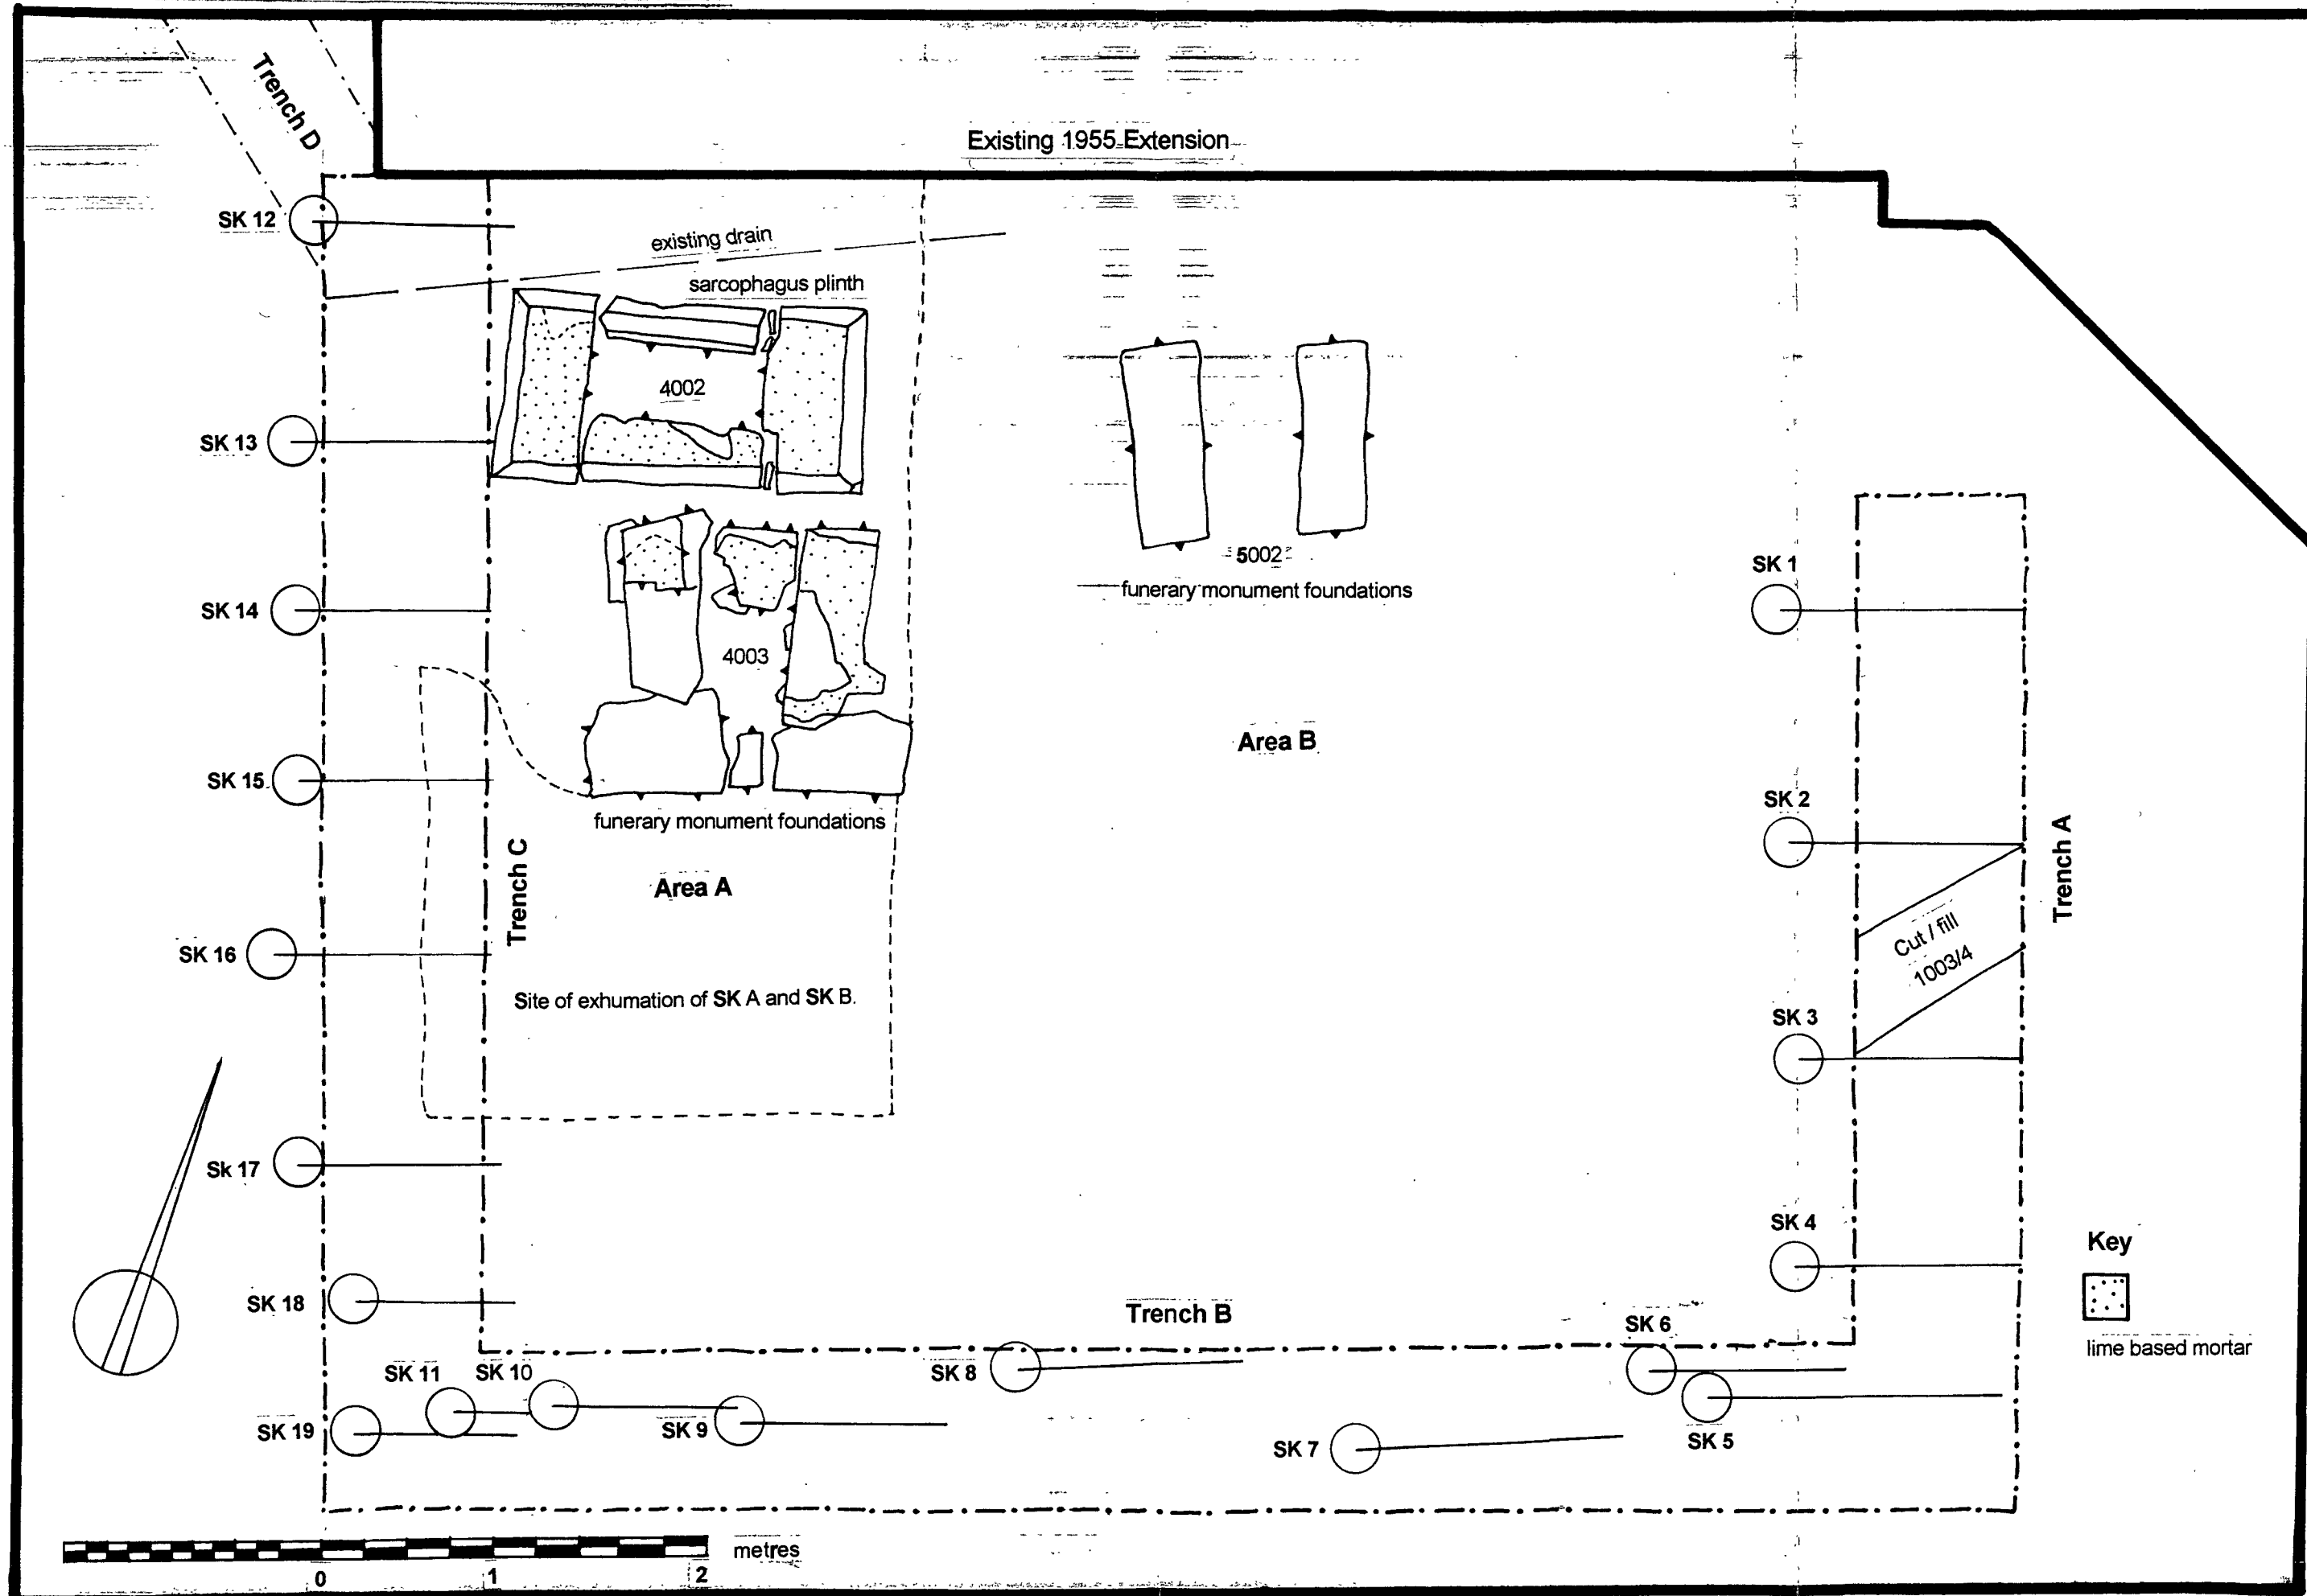 Trench D
Existing 1955 Extension
SK 12
existing drain
sarcophagus plinth
4002
SK 13
5002
funerary monument foundations
SK 1
SK 14
4003
Area B
SK 15
SK 2
funerary monument foundations
Trench C
Trench A
Area A
Cut / fill
1003/4
SK 16
Site of exhumation of SK A and SK B.
SK 3
Sk 17
SK 4
Key
lime based mortar
SK 18
Trench B
SK 6
SK 11
SK 10
SK 8
SK 19
SK 9
SK 7
SK 5
metres
0
1
2